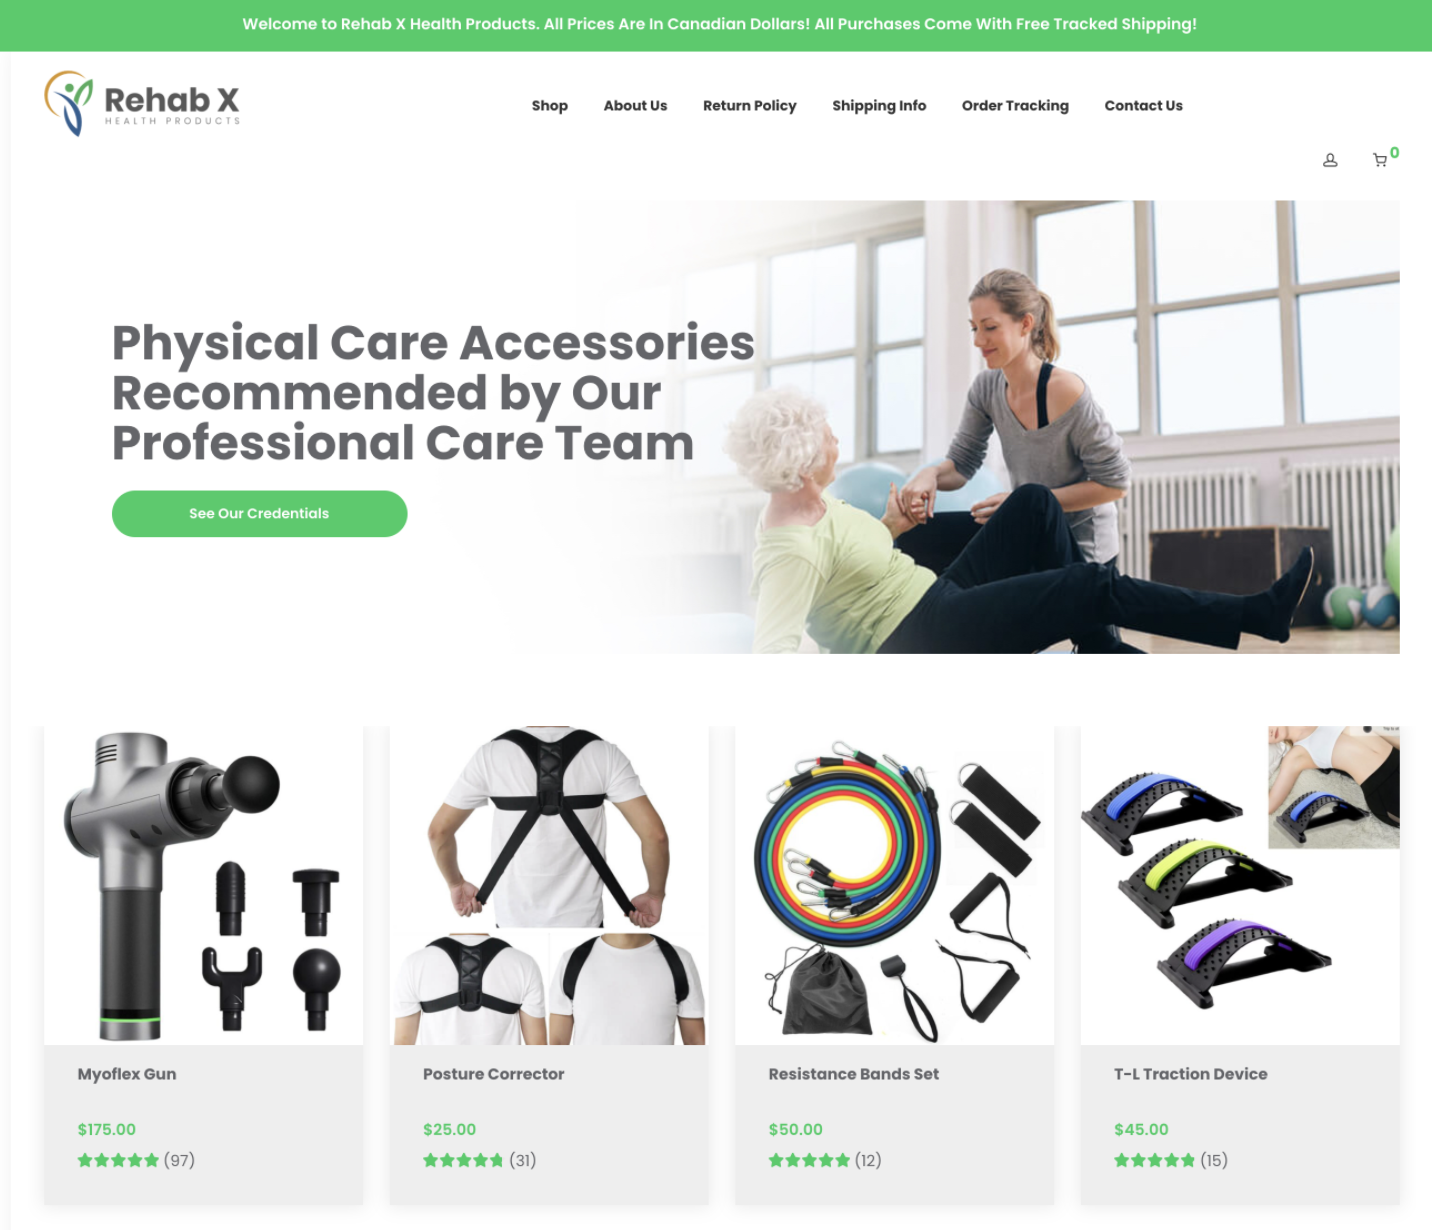 Welcome to Rehab X Health Products. All Prices Are In Canadian Dollars! All Purchases Come With Free Tracked Shipping!
Rehab X
HEALTH PRODUCTS
Shop About Us Return Policy Shipping Info Order Tracking Contact Us
0
Physical Care Accessories
Recommended by Our
Professional Care Team
See Our Credentials
Myoflex Gun
$175.00
(97)
Posture Corrector
$25.00
(31)
Resistance Bands Set
$50.00
(12)
T-L Traction Device
$45.00
(15)